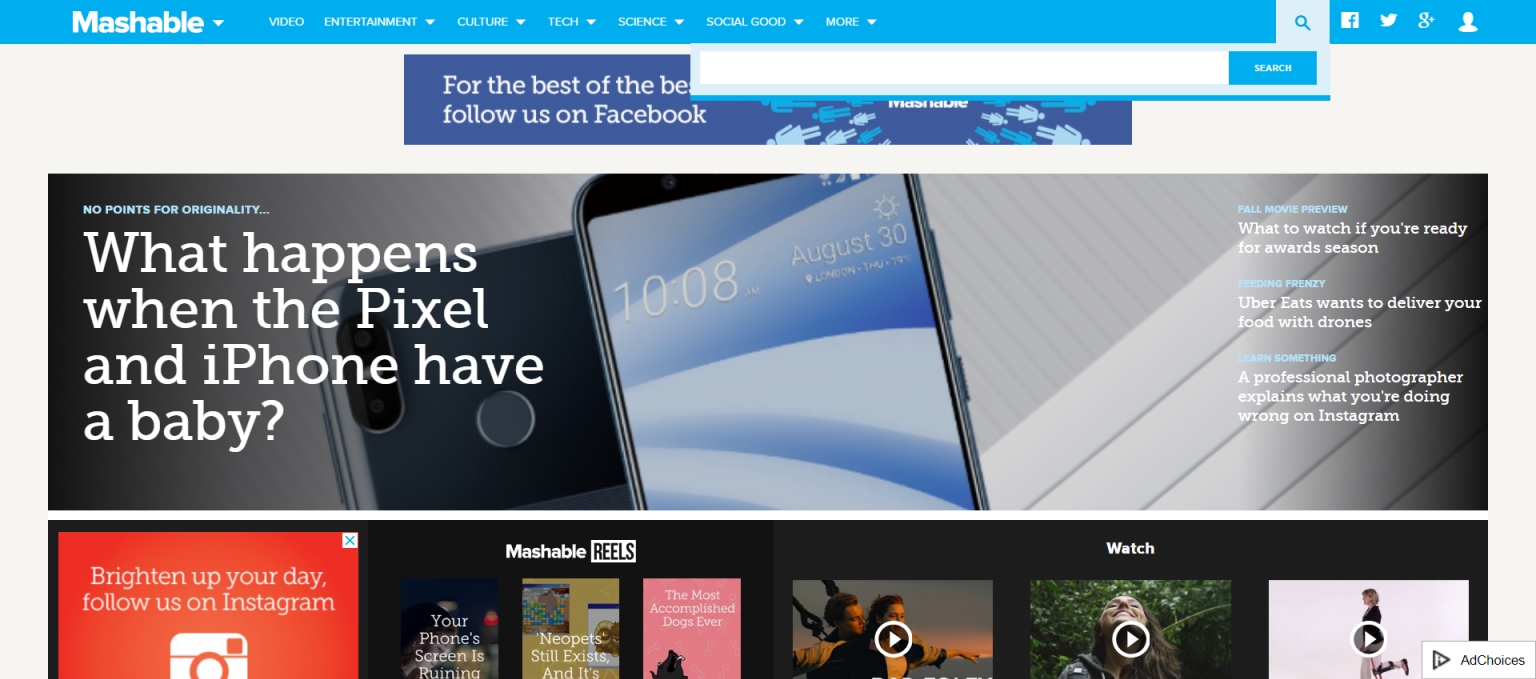 Mashable
VIDEO
ENTERTAINMENT
CULTURE
TECH
SCIENCE
SOCIAL GOOD
MORE
SEARCH
For the best of the bes
follow us on Facebook
Mashable
NO POINTS FOR ORIGINALITY...
What happens
when the Pixel
and iPhone have
a baby?
10:08 AM
August 30
LONDON • THU • 19°
FALL MOVIE PREVIEW
What to watch if you're ready
for awards season
FEEDING FRENZY
Uber Eats wants to deliver your
food with drones
LEARN SOMETHING
A professional photographer
explains what you're doing
wrong on Instagram
Brighten up your day,
follow us on Instagram
Mashable REELS
Your
Phone's
Screen Is
Ruining
'Neopets'
Still Exists,
And It's
The Most
Accomplished
Dogs Ever
Watch
AdChoices